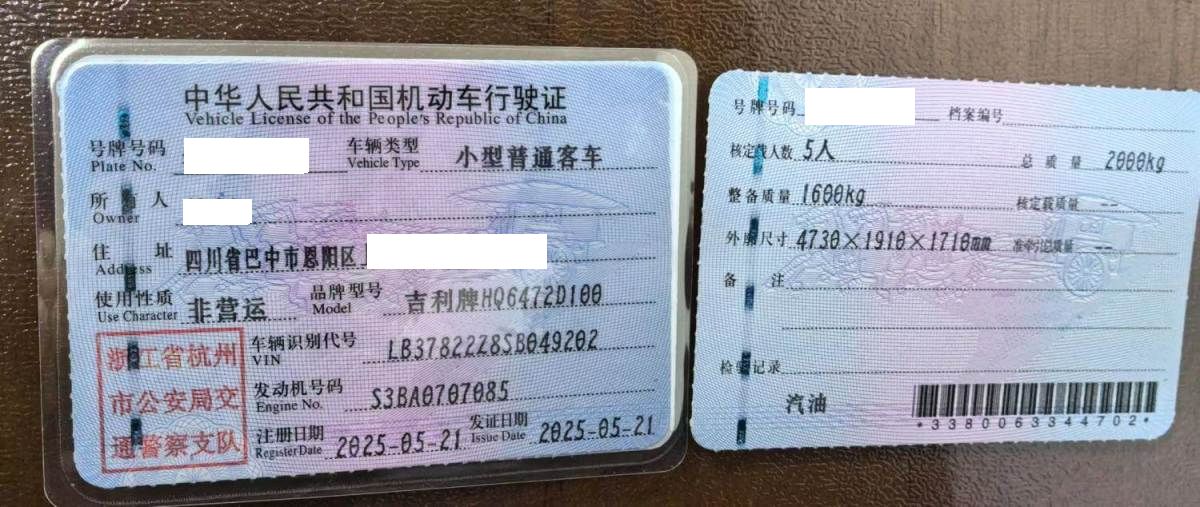 中华人民共和国机动车行驶证
Vehicle License of the People's Republic of China
号牌号码 Plate No. 车辆类型 Vehicle Type 小型普通客车
所有人 Owner
住址 Address 四川省巴中市恩阳区
使用性质 Use Character 非营运 品牌型号 Model 吉利牌HQ6472D100
浙江省杭州
市公安局交
通警察支队
车辆识别代号 VIN LB378222Z8SB049202
发动机号码 Engine No. S3BA0707085
注册日期 Register Date 2025-05-21 发证日期 Issue Date 2025-05-21
号牌号码 档案编号
核定载人数 5人 总质量 2000kg
整备质量 1600kg 核定载质量 --
外廓尺寸 4730×1910×1710mm 准牵引总质量 --
备注
检验记录
汽油
*3380063344702*